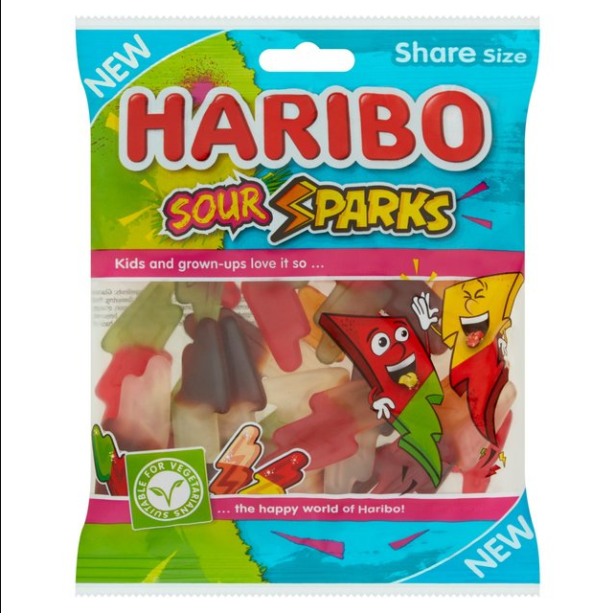 NEW
Share Size
HARIBO
SOUR SPARKS
Kids and grown-ups love it so ...
SUITABLE FOR VEGETARIANS
... the happy world of Haribo!
NEW